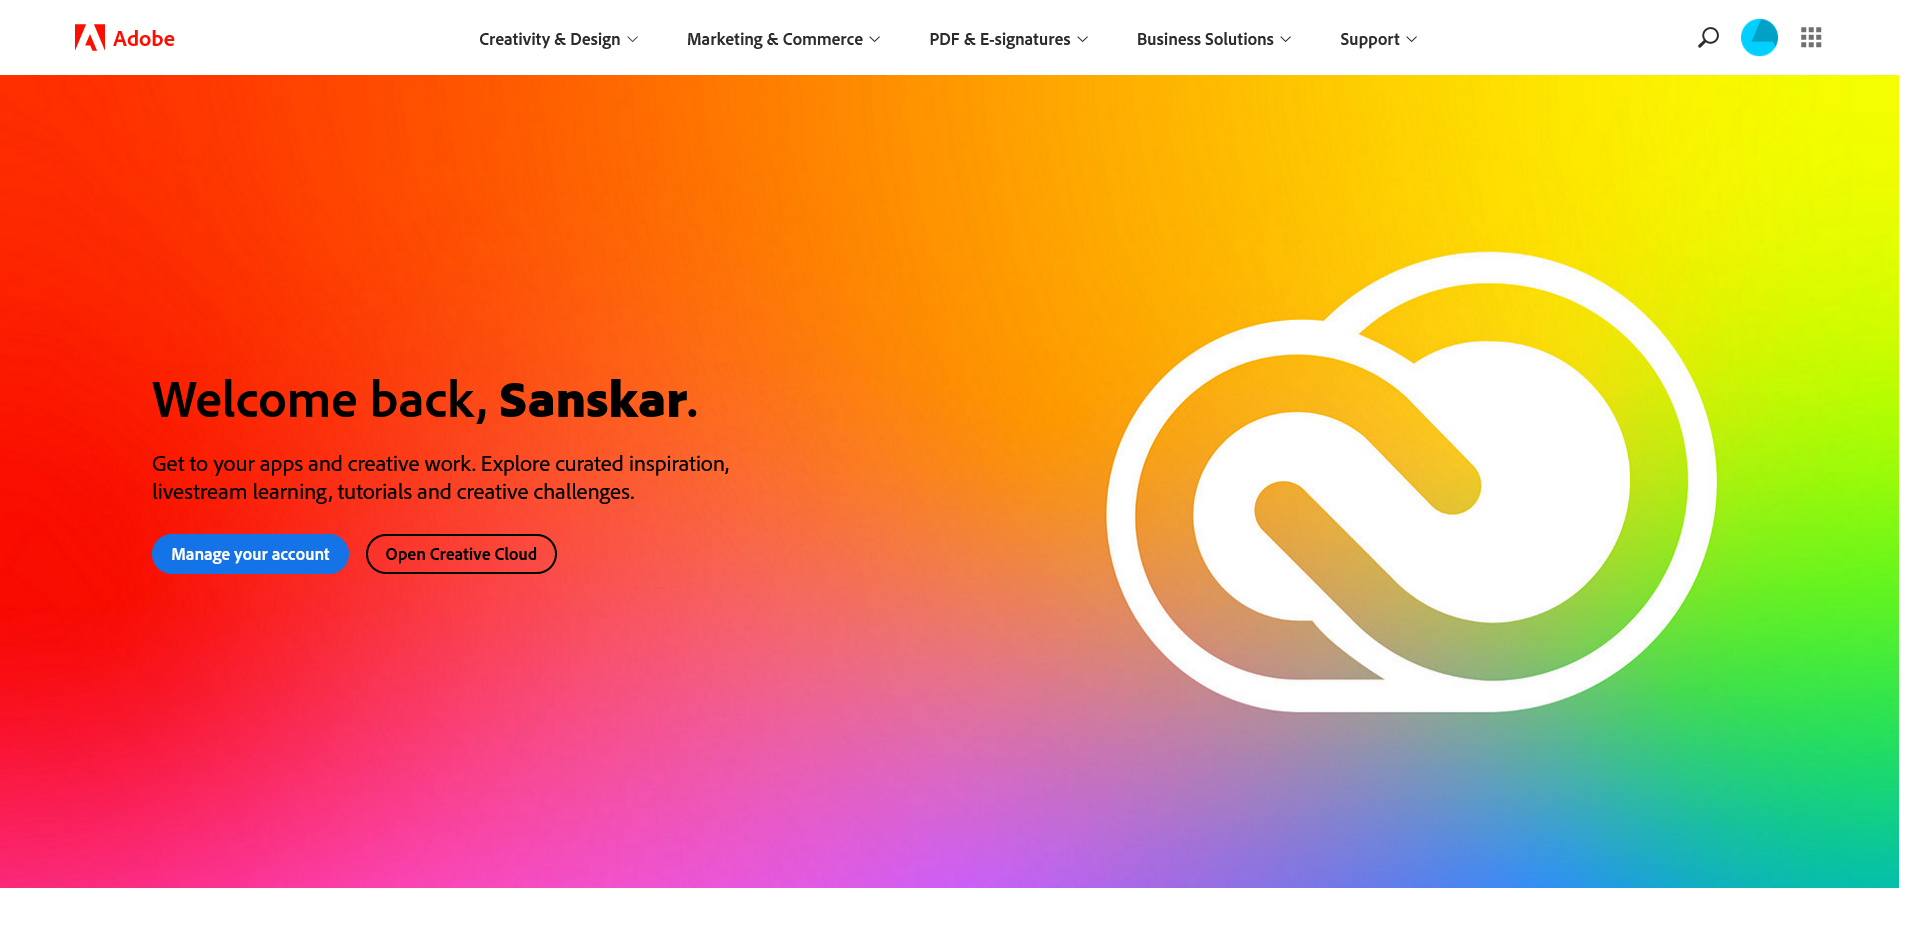 Adobe
Creativity & Design
Marketing & Commerce
PDF & E-signatures
Business Solutions
Support
Welcome back, Sanskar.
Get to your apps and creative work. Explore curated inspiration,
livestream learning, tutorials and creative challenges.
Manage your account
Open Creative Cloud